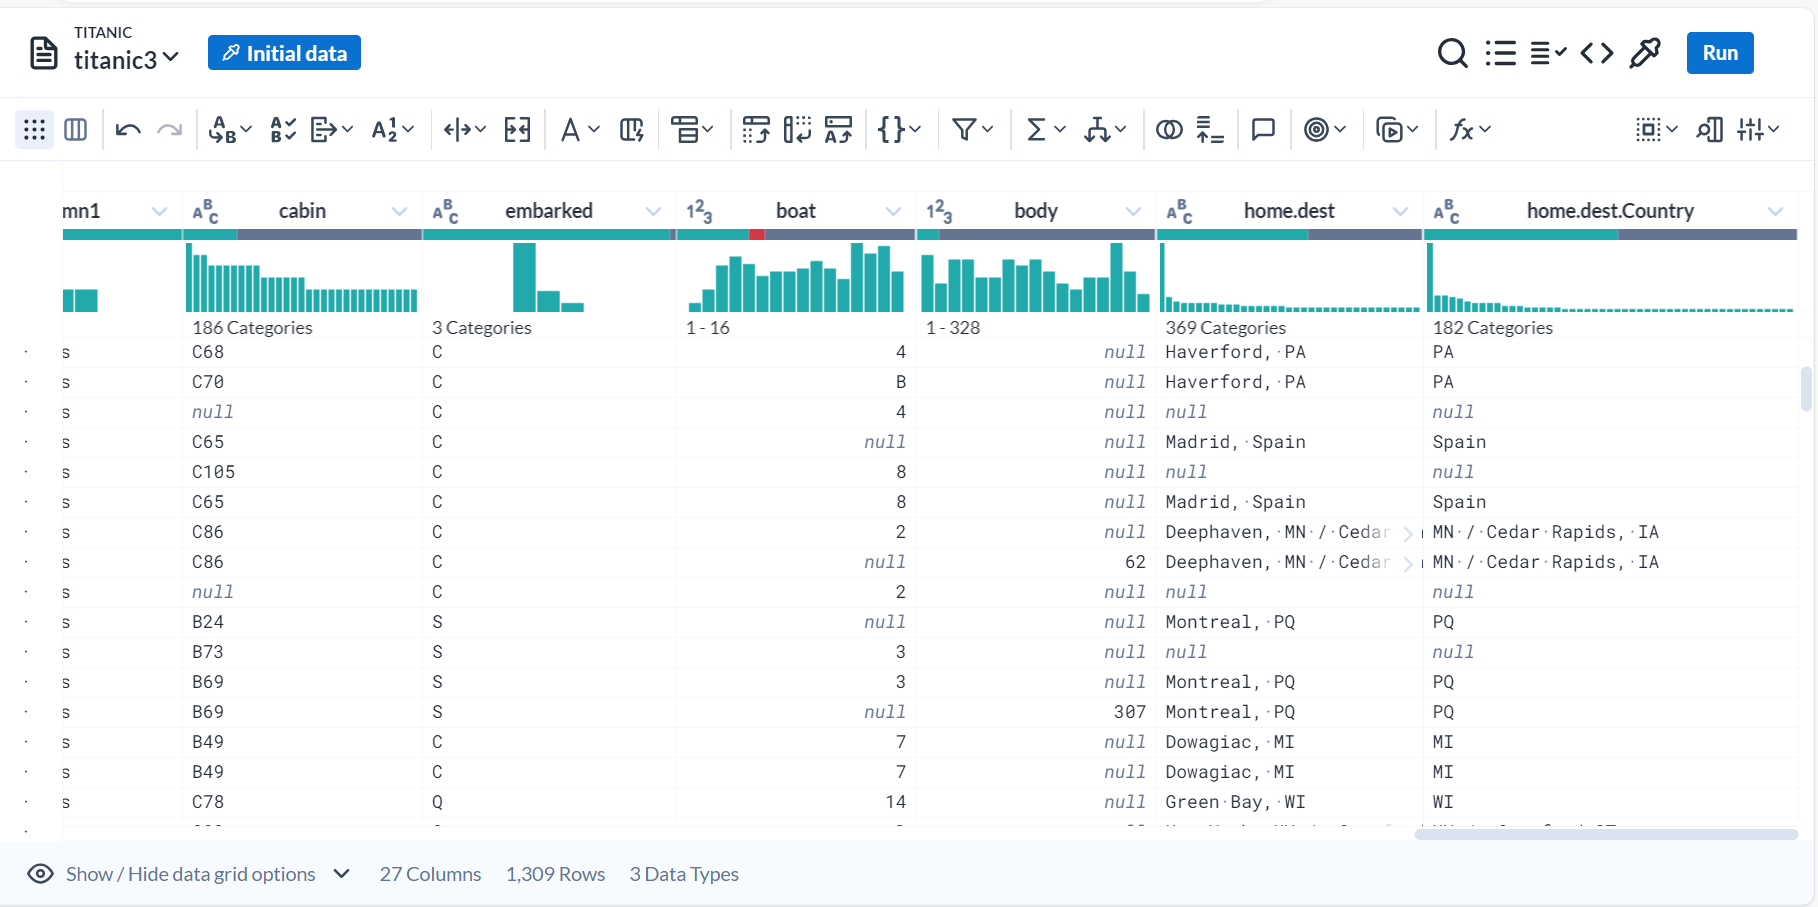 TITANIC
titanic3
Initial data
Run
mn1 ABC cabin ABC embarked 123 boat 123 body ABC home.dest ABC home.dest.Country
186 Categories 3 Categories 1 - 16 1 - 328 369 Categories 182 Categories
s C68 C 4 null Haverford, PA PA
s C70 C B null Haverford, PA PA
s null C 4 null null null
s C65 C null null Madrid, Spain Spain
s C105 C 8 null null null
s C65 C 8 null Madrid, Spain Spain
s C86 C 2 null Deephaven, MN / Cedar MN / Cedar Rapids, IA
s C86 C null 62 Deephaven, MN / Cedar MN / Cedar Rapids, IA
s null C 2 null null null
s B24 S null null Montreal, PQ PQ
s B73 S 3 null null null
s B69 S 3 null Montreal, PQ PQ
s B69 S null 307 Montreal, PQ PQ
s B49 C 7 null Dowagiac, MI MI
s B49 C 7 null Dowagiac, MI MI
s C78 Q 14 null Green Bay, WI WI
Show / Hide data grid options 27 Columns 1,309 Rows 3 Data Types